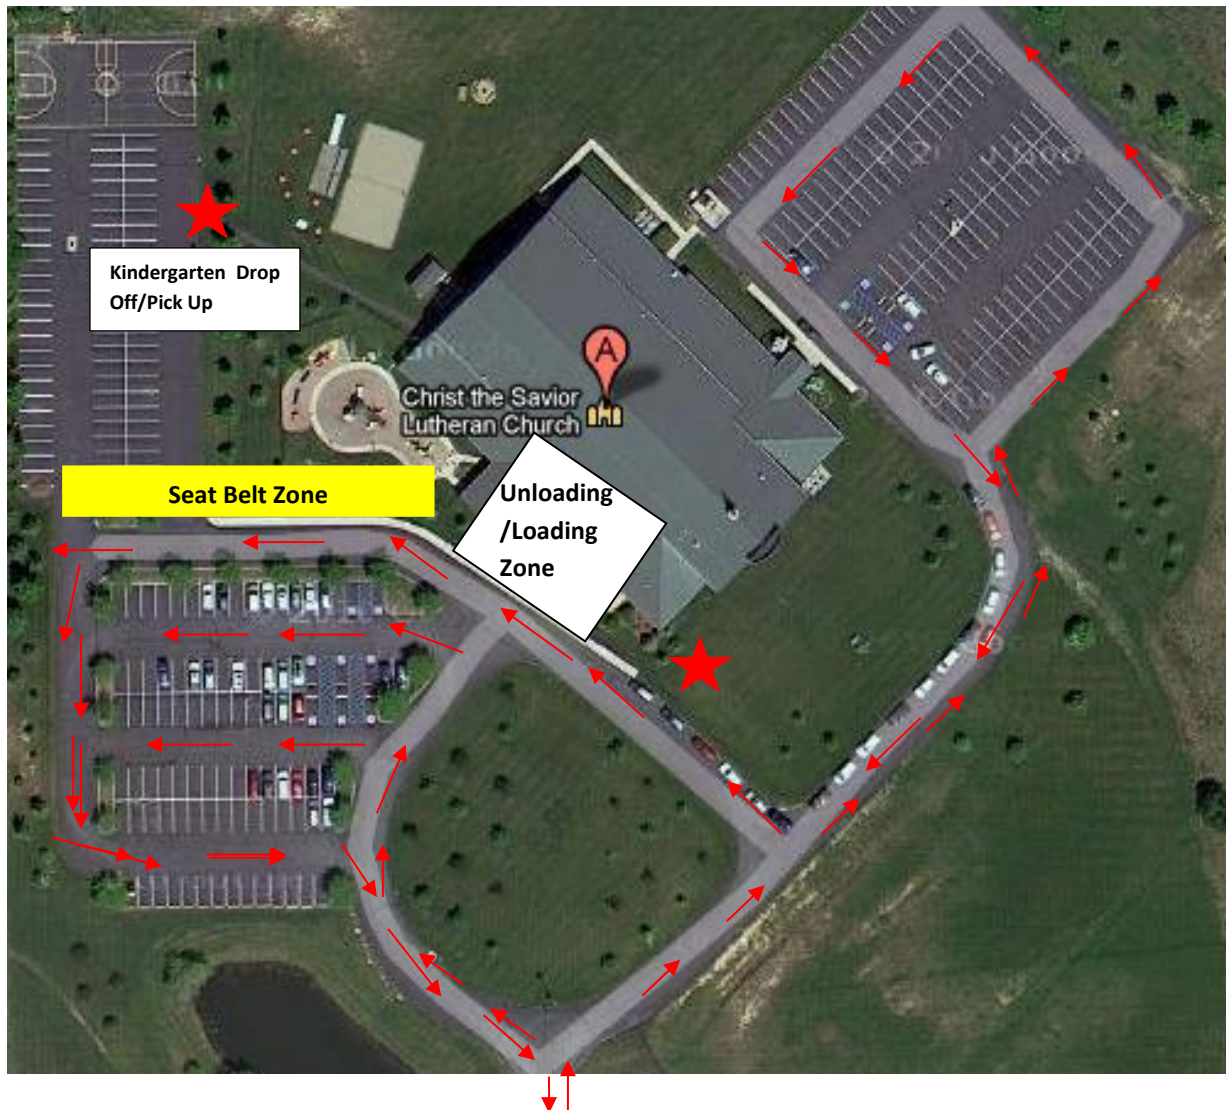 Kindergarten Drop
Off/Pick Up
A
Christ the Savior
Lutheran Church
Seat Belt Zone
Unloading
/Loading
Zone